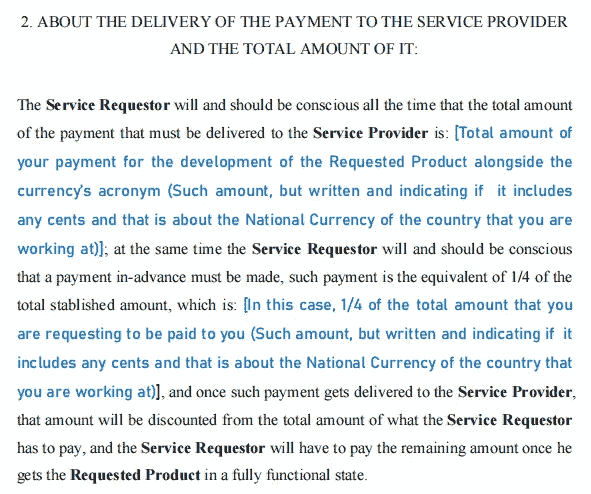 2. ABOUT THE DELIVERY OF THE PAYMENT TO THE SERVICE PROVIDER
AND THE TOTAL AMOUNT OF IT:
The Service Requestor will and should be conscious all the time that the total amount
of the payment that must be delivered to the Service Provider is: [Total amount of
your payment for the development of the Requested Product alongside the
currency's acronym (Such amount, but written and indicating if it includes
any cents and that is about the National Currency of the country that you are
working at)]; at the same time the Service Requestor will and should be conscious
that a payment in-advance must be made, such payment is the equivalent of 1/4 of the
total stablished amount, which is: [In this case, 1/4 of the total amount that you
are requesting to be paid to you (Such amount, but written and indicating if it
includes any cents and that is about the National Currency of the country that
you are working at)], and once such payment gets delivered to the Service Provider,
that amount will be discounted from the total amount of what the Service Requestor
has to pay, and the Service Requestor will have to pay the remaining amount once he
gets the Requested Product in a fully functional state.